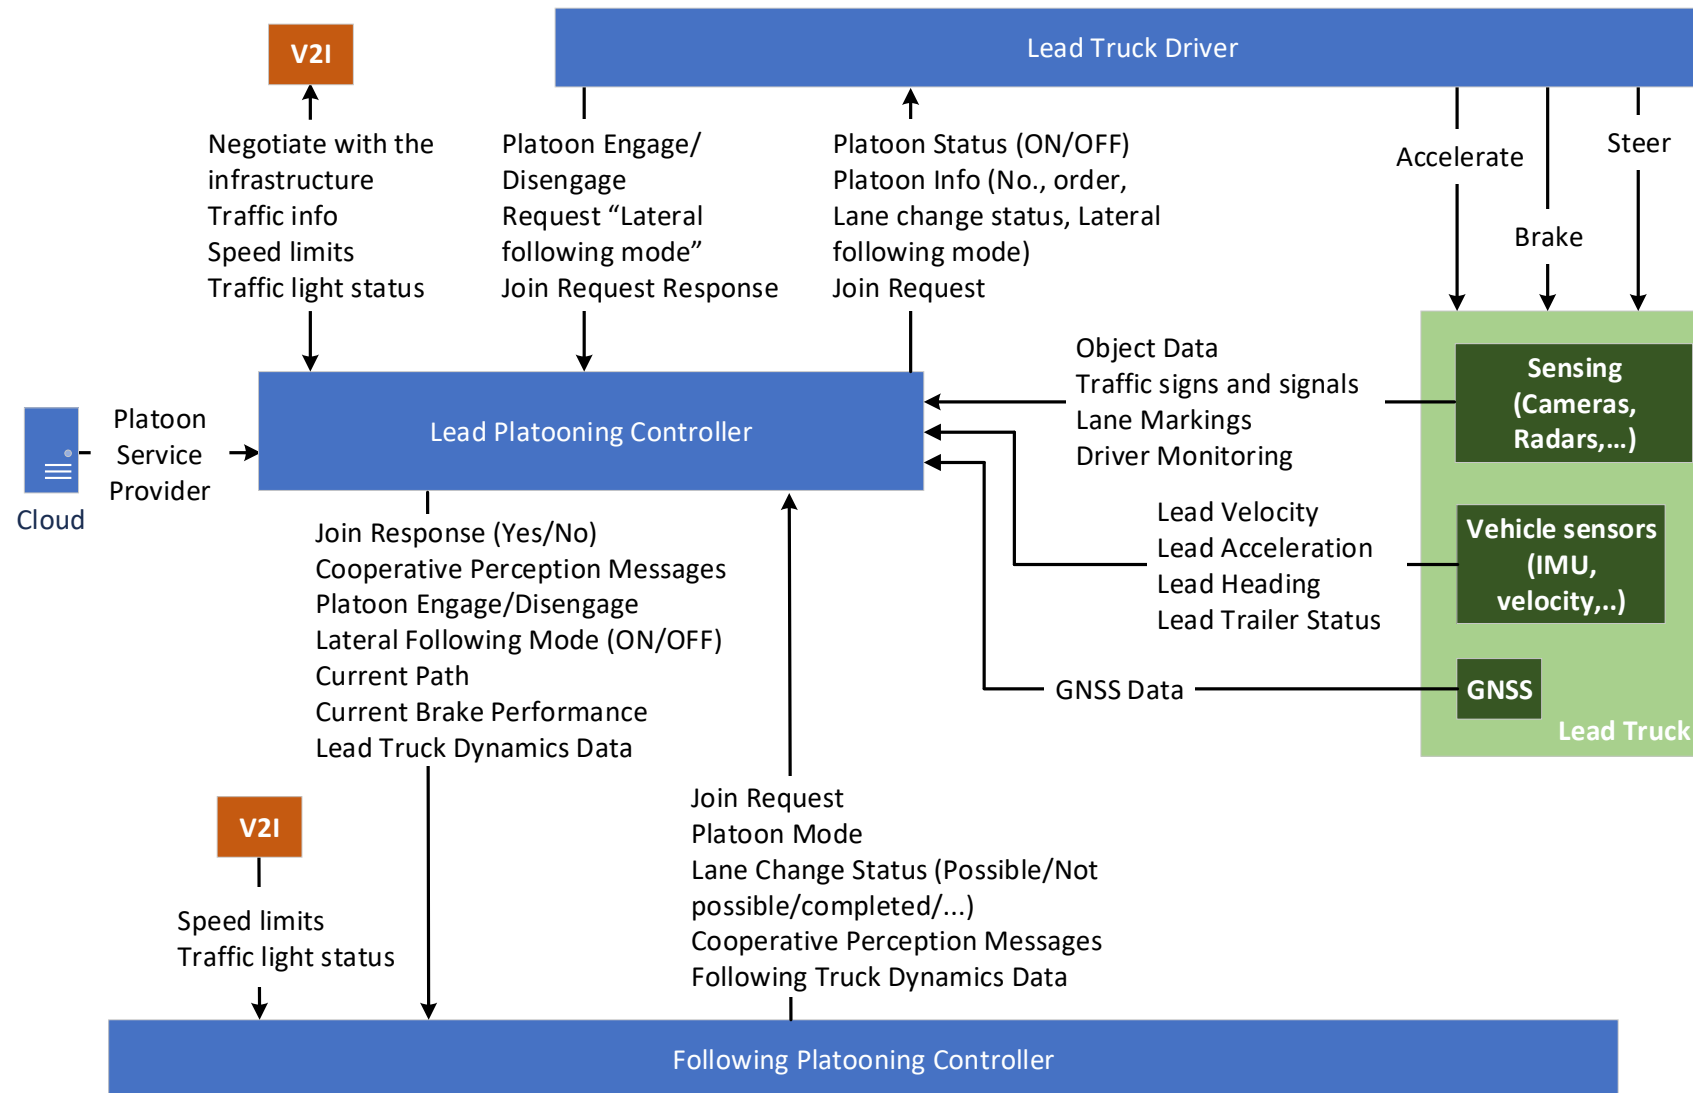 V2I
Lead Truck Driver
Negotiate with the
infrastructure
Traffic info
Speed limits
Traffic light status
Platoon Engage/
Disengage
Request “Lateral
following mode”
Join Request Response
Platoon Status (ON/OFF)
Platoon Info (No., order,
Lane change status, Lateral
following mode)
Join Request
Accelerate
Brake
Steer
Object Data
Traffic signs and signals
Lane Markings
Driver Monitoring
Sensing
(Cameras,
Radars,...)
Cloud
Platoon
Service
Provider
Lead Platooning Controller
Lead Velocity
Lead Acceleration
Lead Heading
Lead Trailer Status
Vehicle sensors
(IMU,
velocity,..)
GNSS Data
GNSS
Lead Truck
Join Response (Yes/No)
Cooperative Perception Messages
Platoon Engage/Disengage
Lateral Following Mode (ON/OFF)
Current Path
Current Brake Performance
Lead Truck Dynamics Data
V2I
Speed limits
Traffic light status
Join Request
Platoon Mode
Lane Change Status (Possible/Not
possible/completed/...)
Cooperative Perception Messages
Following Truck Dynamics Data
Following Platooning Controller